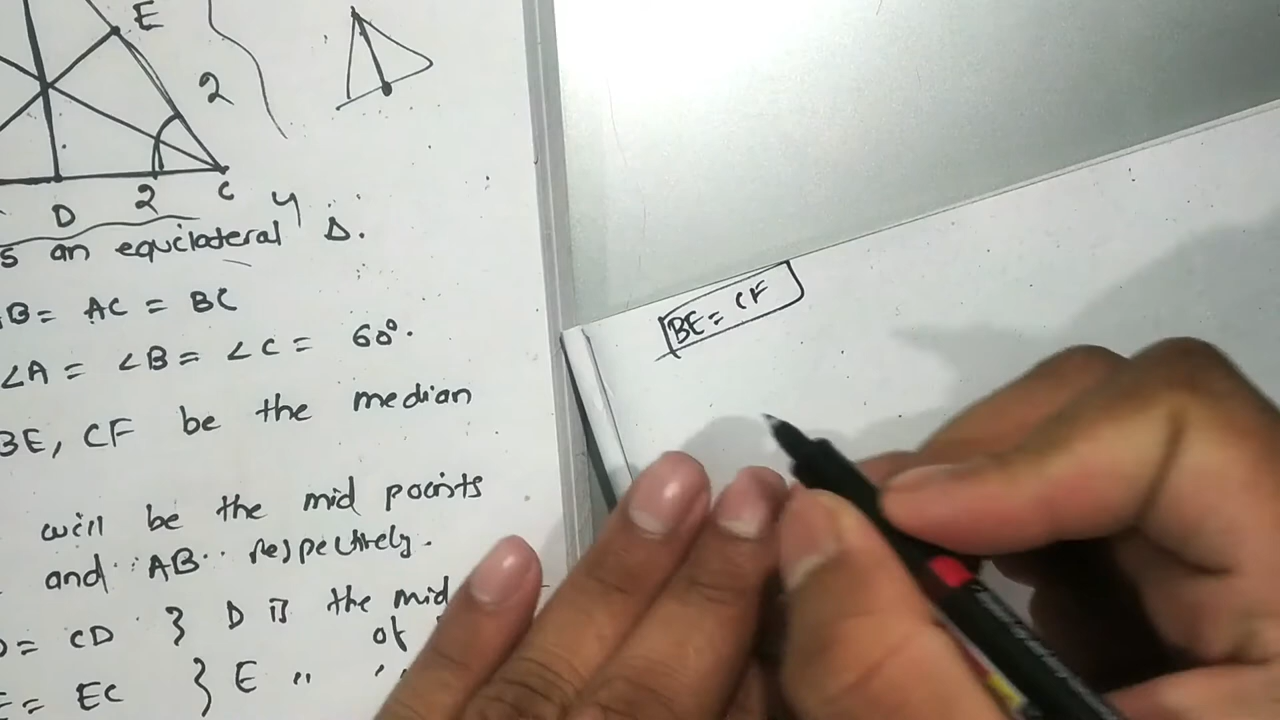 E
2
D 2 C
s an equilateral Δ.
B = AC = BC
∠A = ∠B = ∠C = 60°.
BE, CF be the median
will be the mid points
and AB respectively.
= CD } D is the mid
of
= EC } E " "
BE = CF